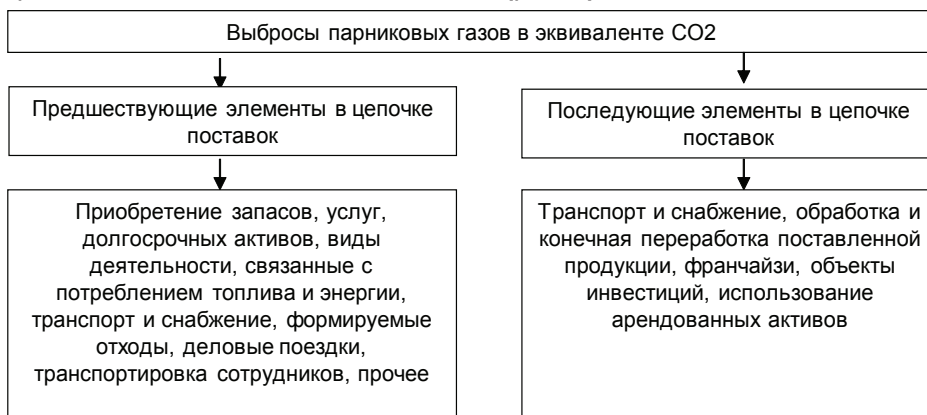 Выбросы парниковых газов в эквиваленте СО2
Предшествующие элементы в цепочке
поставок
Последующие элементы в цепочке
поставок
Приобретение запасов, услуг,
долгосрочных активов, виды
деятельности, связанные с
потреблением топлива и энергии,
транспорт и снабжение, формируемые
отходы, деловые поездки,
транспортировка сотрудников, прочее
Транспорт и снабжение, обработка и
конечная переработка поставленной
продукции, франчайзи, объекты
инвестиций, использование
арендованных активов